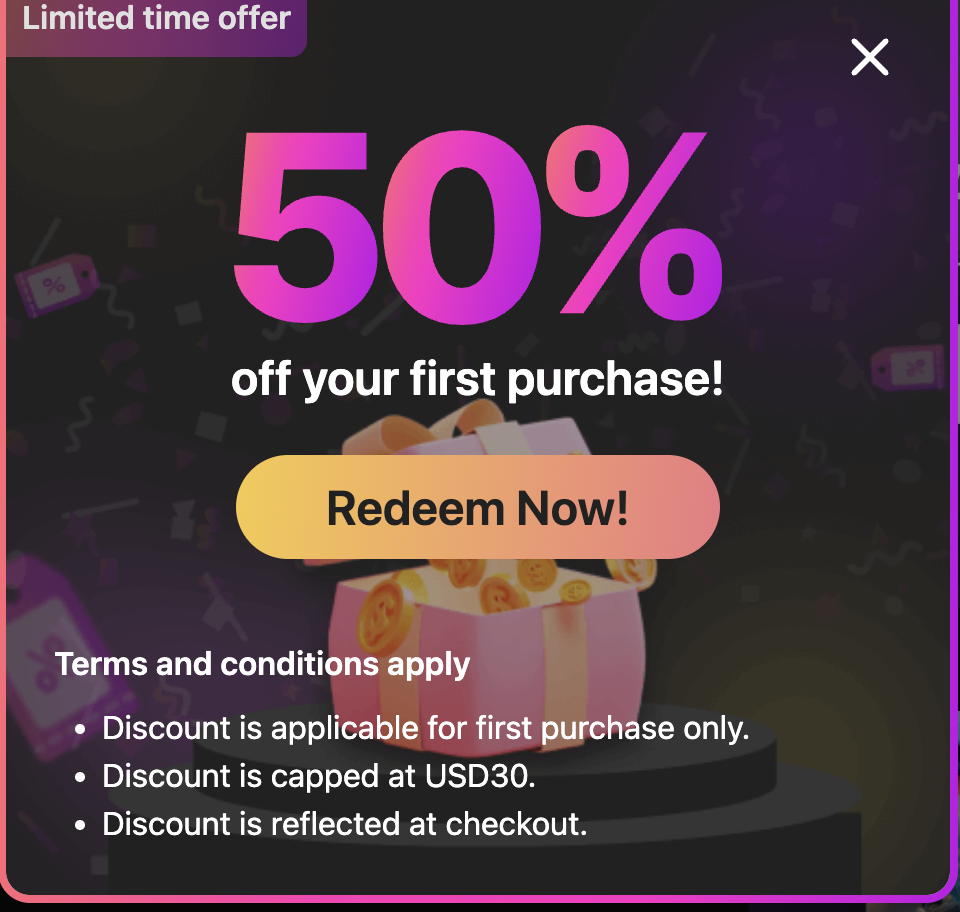 Limited time offer
50%
off your first purchase!
Redeem Now!
Terms and conditions apply
• Discount is applicable for first purchase only.
• Discount is capped at USD30.
• Discount is reflected at checkout.